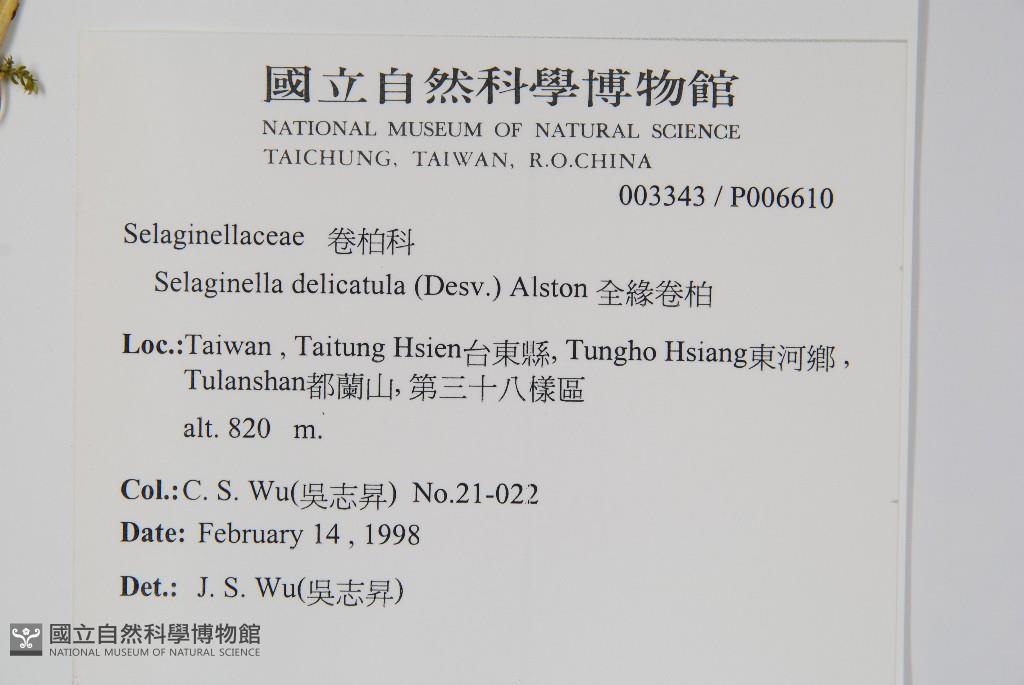 國立自然科學博物館
NATIONAL MUSEUM OF NATURAL SCIENCE
TAICHUNG, TAIWAN, R.O.CHINA
003343 / P006610
Selaginellaceae 卷柏科
Selaginella delicatula (Desv.) Alston 全緣卷柏
Loc.:Taiwan , Taitung Hsien台東縣, Tungho Hsiang東河鄉 ,
Tulanshan都蘭山, 第三十八樣區
alt. 820 m.
Col.:C. S. Wu(吳志昇) No.21-022
Date: February 14 , 1998
Det.: J. S. Wu(吳志昇)
國立自然科學博物館
NATIONAL MUSEUM OF NATURAL SCIENCE